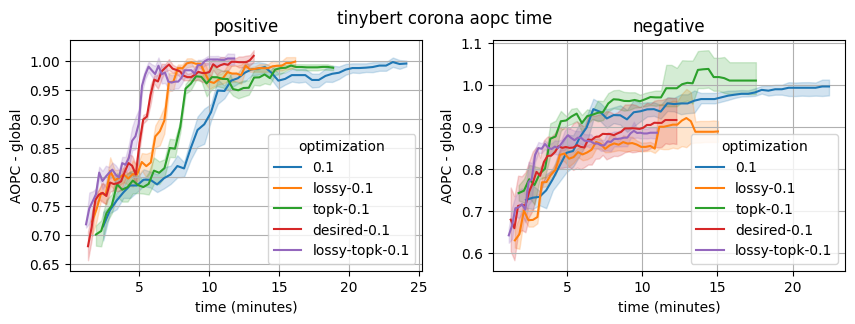 tinybert corona aopc time
positive
AOPC - global
1.00
0.95
0.90
0.85
0.80
0.75
0.70
0.65
5
10
15
20
25
time (minutes)
optimization
0.1
lossy-0.1
topk-0.1
desired-0.1
lossy-topk-0.1
negative
AOPC - global
1.1
1.0
0.9
0.8
0.7
0.6
5
10
15
20
time (minutes)
optimization
0.1
lossy-0.1
topk-0.1
desired-0.1
lossy-topk-0.1